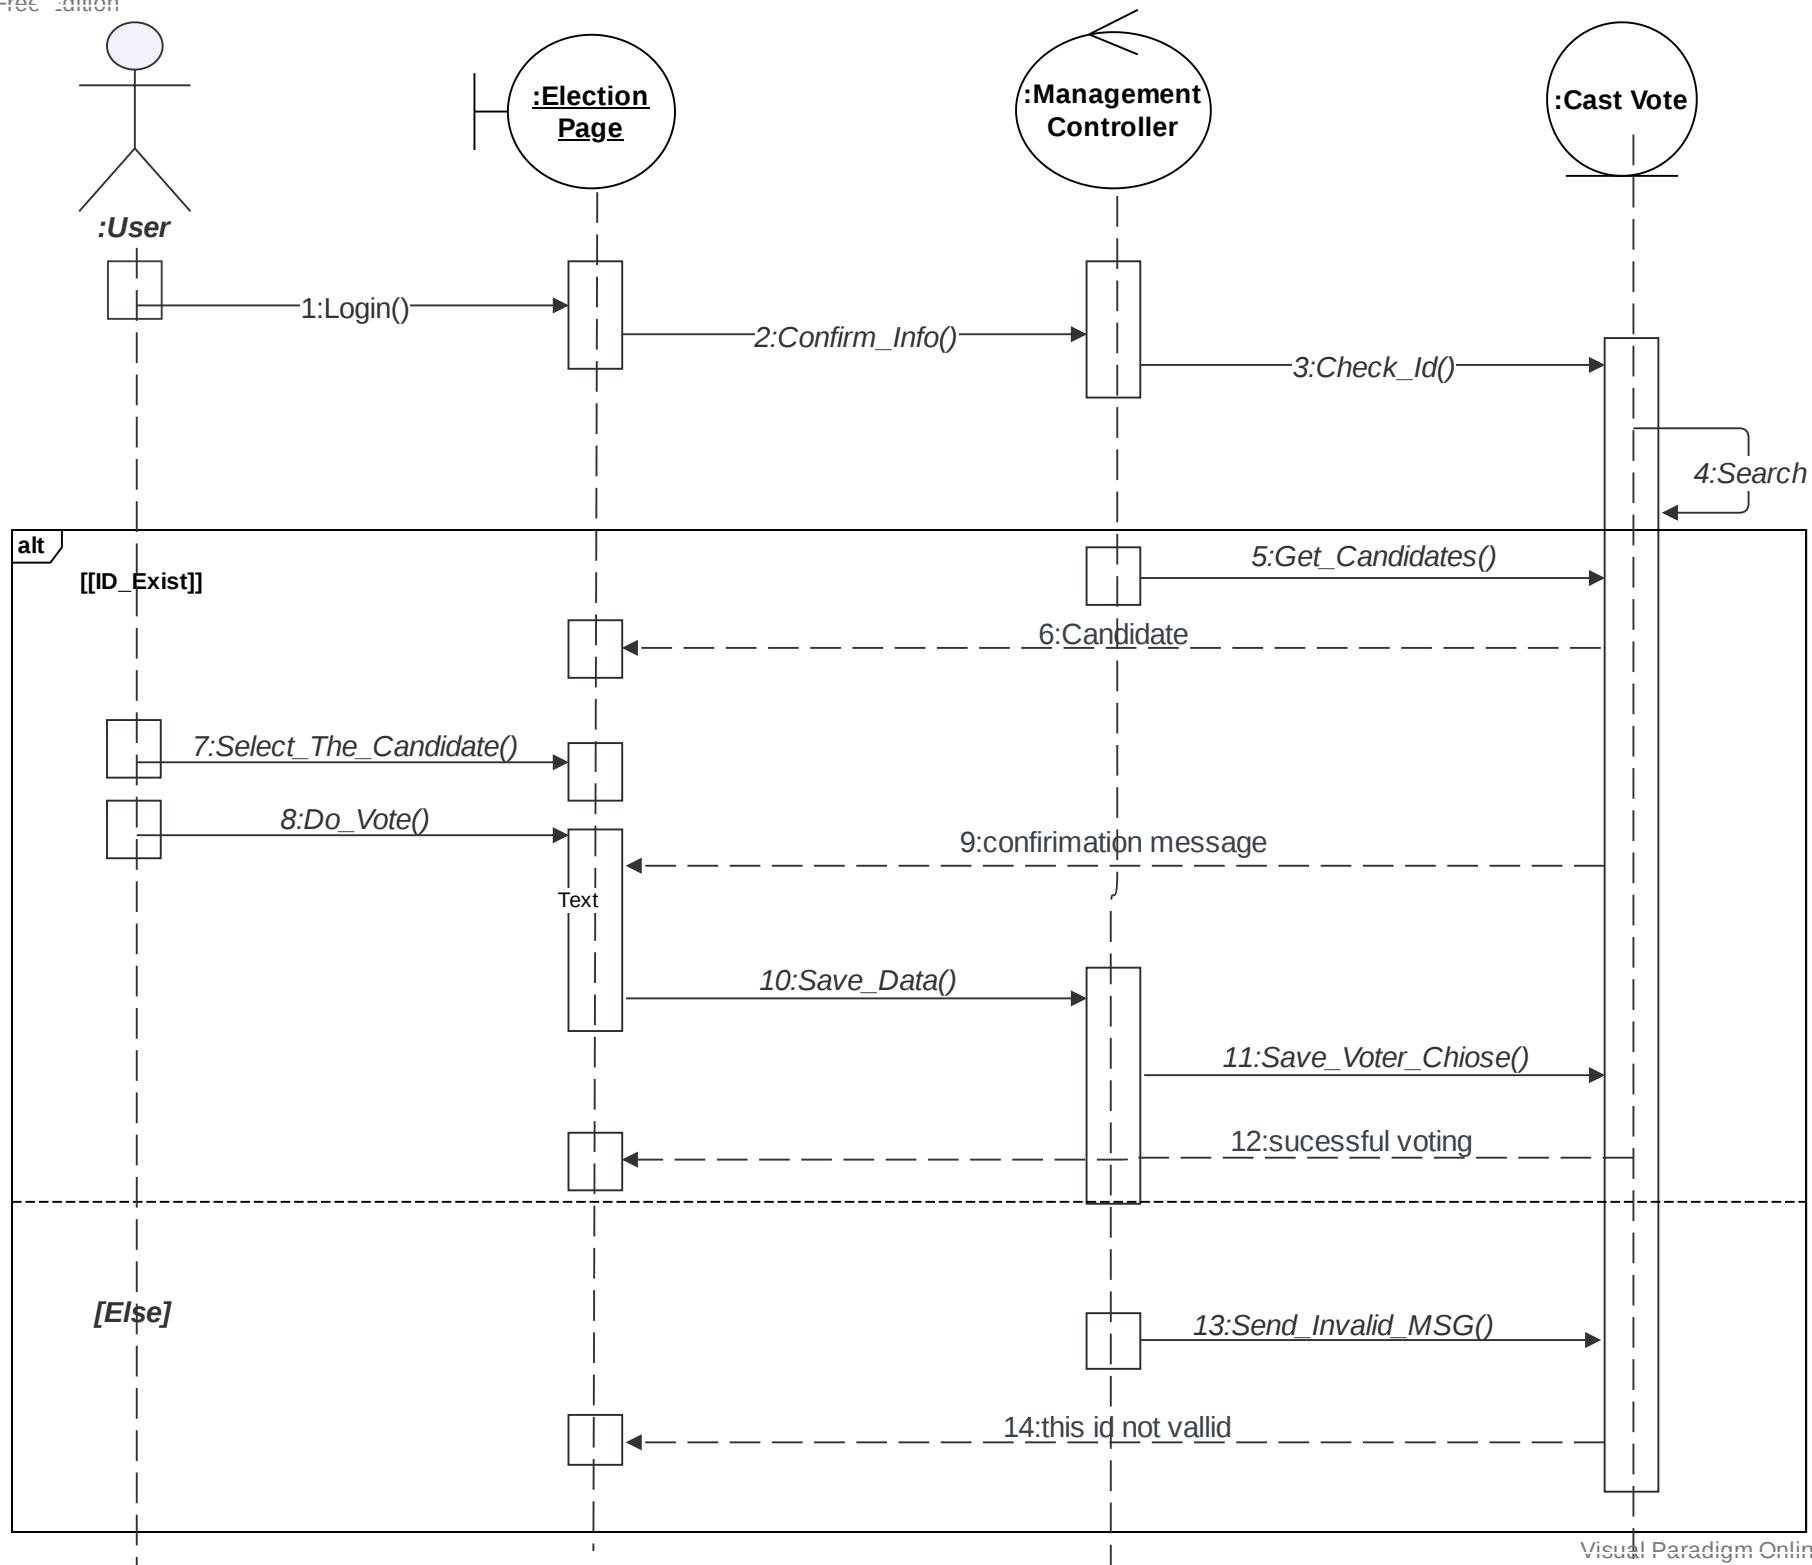 :Election
Page
:Management
Controller
:Cast Vote
:User
1:Login()
2:Confirm_Info()
3:Check_Id()
4:Search
alt
[[ID_Exist]]
5:Get_Candidates()
6:Candidate
7:Select_The_Candidate()
8:Do_Vote()
9:confirimation message
Text
10:Save_Data()
11:Save_Voter_Chiose()
12:sucessful voting
[Else]
13:Send_Invalid_MSG()
14:this id not vallid
Visual Paradigm Onlin